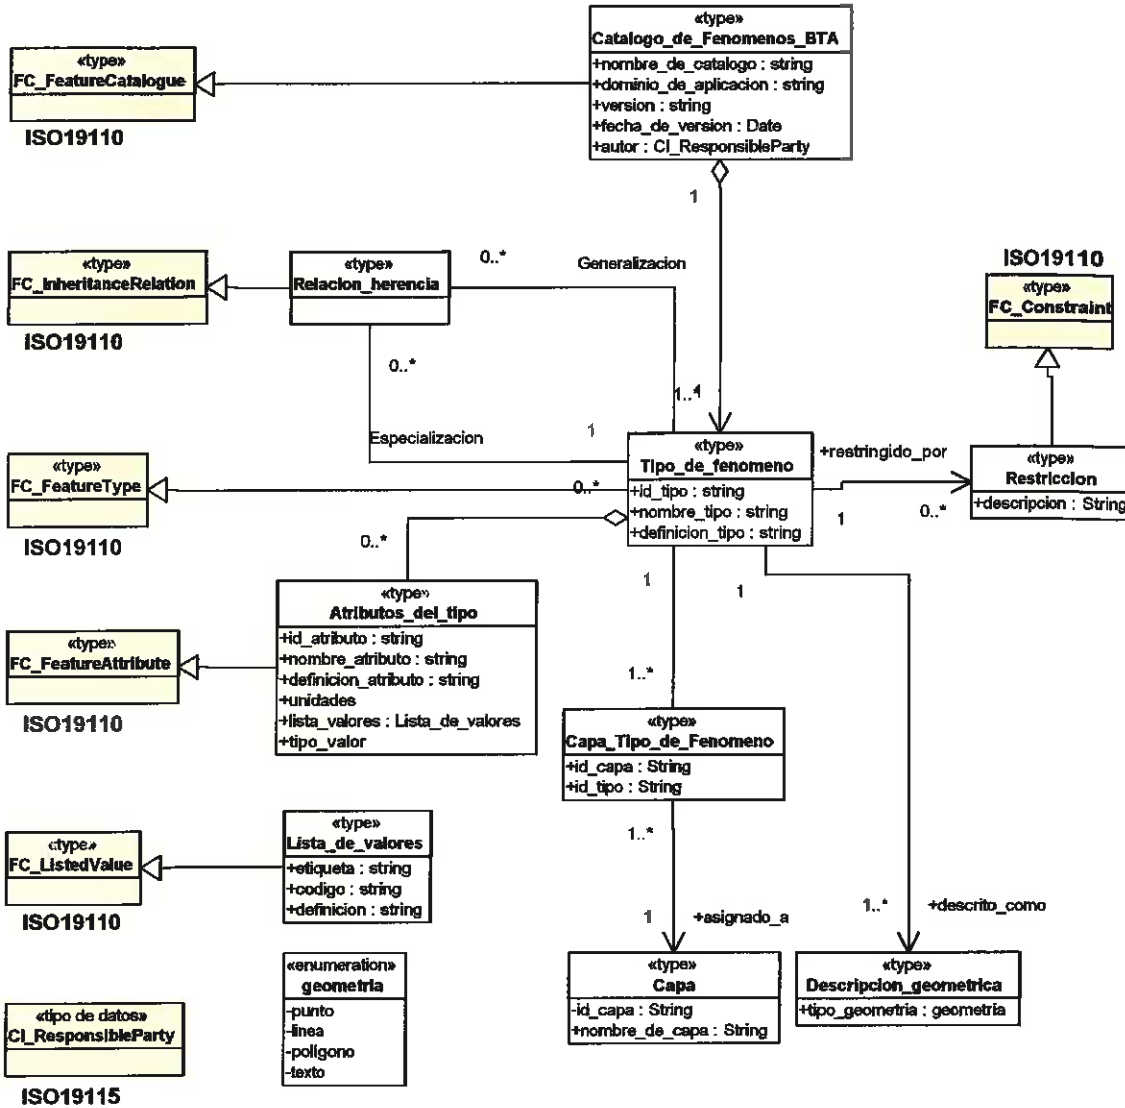 «type»
Catalogo_de_Fenomenos_BTA
+nombre_de_catalogo : string
+dominio_de_aplicacion : string
+version : string
+fecha_de_version : Date
+autor : CI_ResponsibleParty
«type»
FC_FeatureCatalogue
ISO19110
1
«type»
FC_InheritanceRelation
ISO19110
«type»
Relacion_herencia
0..*
Generalizacion
ISO19110
«type»
FC_Constraint
0..*
1..*
1
Especializacion
1
«type»
FC_FeatureType
ISO19110
0..*
«type»
Tipo_de_fenomeno
+id_tipo : string
+nombre_tipo : string
+definicion_tipo : string
+restringido_por
1
0..*
«type»
Restriccion
+descripcion : String
0..*
«type»
FC_FeatureAttribute
ISO19110
«type»
Atributos_del_tipo
+id_atributo : string
+nombre_atributo : string
+definicion_atributo : string
+unidades
+lista_valores : Lista_de_valores
+tipo_valor
1
1
1..*
«type»
Capa_Tipo_de_Fenomeno
+id_capa : String
+id_tipo : String
1..*
1
+asignado_a
1..*
+descrito_como
«type»
FC_ListedValue
ISO19110
«type»
Lista_de_valores
+etiqueta : string
+codigo : string
+definicion : string
«enumeration»
geometria
-punto
-linea
-polígono
-texto
«type»
Capa
-id_capa : String
+nombre_de_capa : String
«type»
Descripcion_geometrica
+tipo_geometria : geometria
«tipo de datos»
CI_ResponsibleParty
ISO19115